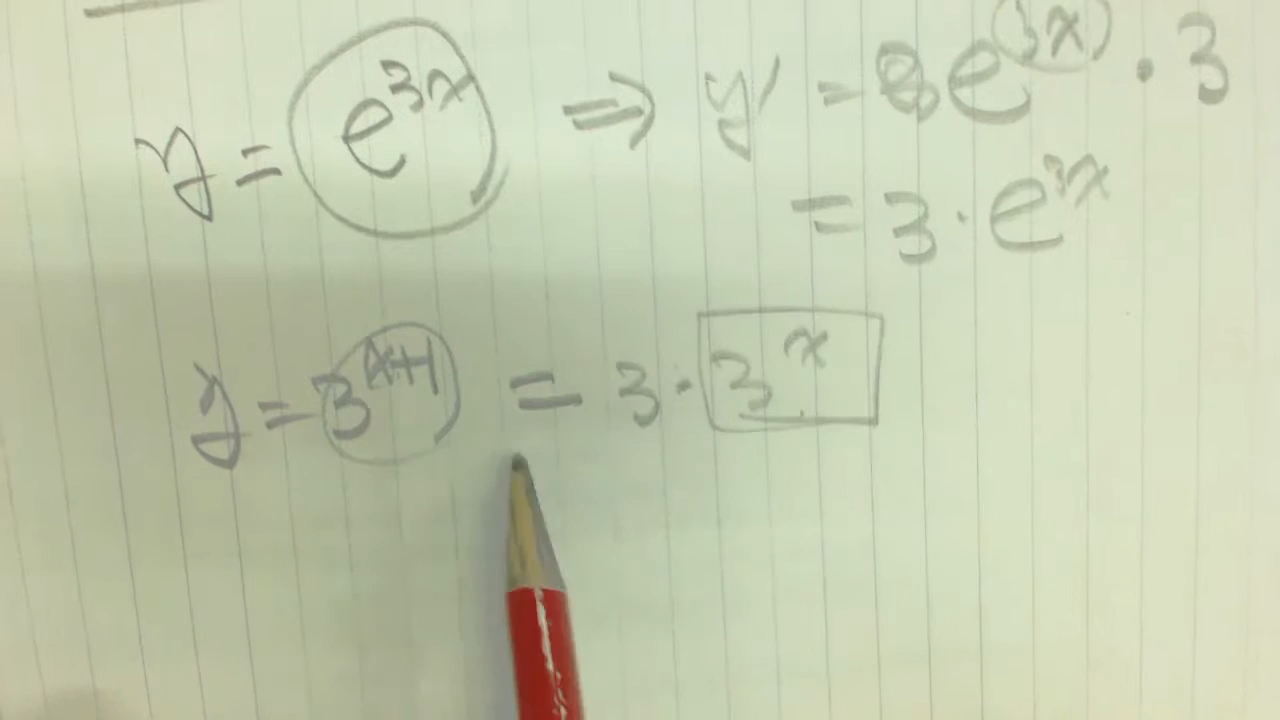 y = e^{3x} ⇒ y' = e^{(3x)} · 3
= 3 · e^{3x}
y = 3^{x+1} = 3 · 3^x